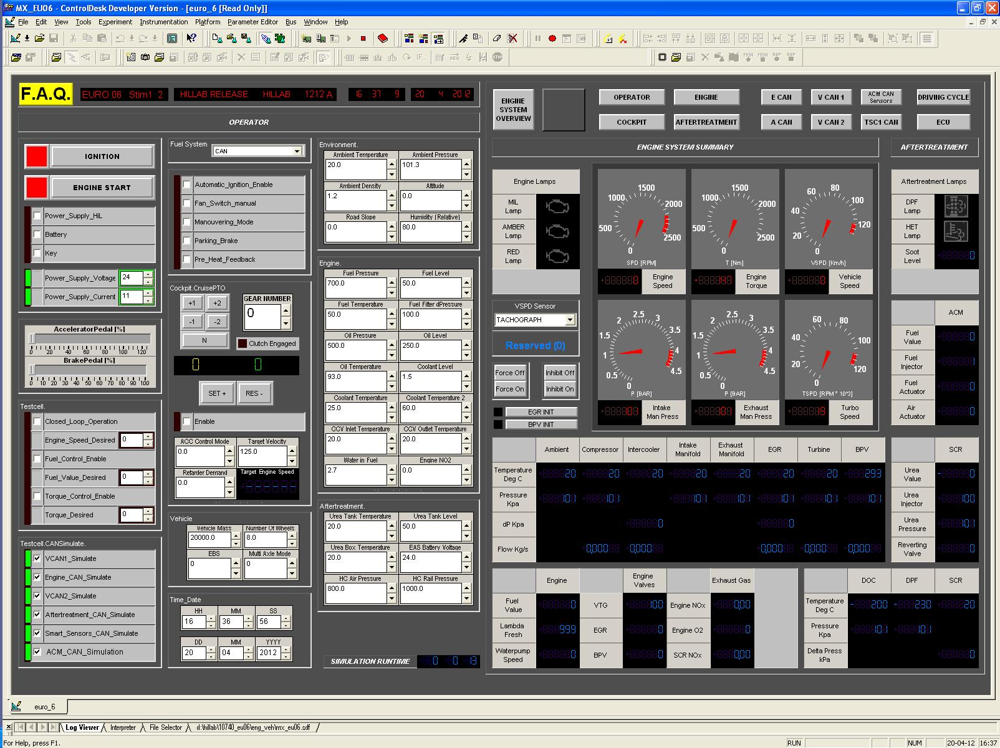 MX_EU06 - ControlDesk Developer Version - [euro_6 [Read Only]]
File Edit View Tools Experiment Instrumentation Platform Parameter Editor Bus Window Help
F.A.Q. EURO 06 Stim1 2 HILLAB RELEASE HILLAB 1212 A 16 37 9 20 4 2012
OPERATOR
IGNITION
ENGINE START
Power_Supply_HiL
Battery
Key
Power_Supply_Voltage 24
Power_Supply_Current 11
AcceleratorPedal [%]
0 20 40 60 80 100 120
BrakePedal [%]
0 10 20 30 40 50 60 70 80 90 100
Testcell.
Closed_Loop_Operation
Engine_Speed_Desired 0
Fuel_Control_Enable
Fuel_Value_Desired 0
Torque_Control_Enable
Torque_Desired 0
Testcell.CANSimulate.
VCAN1_Simulate
Engine_CAN_Simulate
VCAN2_Simulate
Aftertreatment_CAN_Simulate
Smart_Sensors_CAN_Simulate
ACM_CAN_Simulation
Fuel System CAN
Automatic_Ignition_Enable
Fan_Switch_manual
Manouvering_Mode
Parking_Brake
Pre_Heat_Feedback
Cockpit.CruisePTO
+1 +2
-1 -2
N
GEAR NUMBER
0
Clutch Engaged
0 0
SET + RES -
Enable
ACC Control Mode Target Velocity
0.0 125.0
Retarder Demand Target Engine Speed
0.0
Vehicle
Vehicle Mass Number Of Wheels
20000.0 8.0
EBS Multi Axle Mode
0 0
Time_Date
HH MM SS
16 36 56
DD MM YYYY
20 04 2012
Environment.
Ambient Temperature Ambient Pressure
20.0 101.3
Ambient Density Altitude
1.2 0.0
Road Slope Humidity (Relative)
0.0 80.0
Engine.
Fuel Pressure Fuel Level
700.0 50.0
Fuel Temperature Fuel Filter dPressure
50.0 100.0
Oil Pressure Oil Level
500.0 250.0
Oil Temperature Coolant Level
93.0 1.5
Coolant Temperature Coolant Temperature 2
25.0 60.0
CCV Inlet Temperature CCV Outlet Temperature
20.0 20.0
Water in Fuel Engine NO2
2.7 0.0
Aftertreatment.
Urea Tank Temperature Urea Tank Level
20.0 50.0
Urea Box Temperature EAS Battery Voltage
20.0 24.0
HC Air Pressure HC Rail Pressure
800.0 1000.0
SIMULATION RUNTIME 0 0 13
ENGINE SYSTEM OVERVIEW
OPERATOR ENGINE E CAN V CAN 1 ACM CAN Sensors DRIVING CYCLE
COCKPIT AFTERTREATMENT A CAN V CAN 2 TSC1 CAN ECU
ENGINE SYSTEM SUMMARY
AFTERTREATMENT
Engine Lamps
MIL Lamp
AMBER Lamp
RED Lamp
VSPD Sensor
TACHOGRAPH
Reserved (0)
Force Off Inhibit Off
Force On Inhibit On
EGR INIT
BPV INIT
0 500 1000 1500 2000 2500
SPD [RPM]
0 500 1000 1500 2000 2500
T [Nm]
0 20 40 60 80 100 120
VSPD [Km/h]
0 Engine Speed
Engine Torque
0 Vehicle Speed
0 0.5 1 1.5 2 2.5 3 3.5 4 4.5
P [BAR]
0 0.5 1 1.5 2 2.5 3 3.5 4 4.5
P [BAR]
0 20 40 60 80 100 120
TSPD [RPM * 10^3]
Intake Man Press
Exhaust Man Press
Turbo Speed
Aftertreatment Lamps
DPF Lamp
HET Lamp
Soot Level 0
ACM
Fuel Value 0
Fuel Injector 1
Fuel Actuator 0
Air Actuator 0
Ambient Compressor Intercooler Intake Manifold Exhaust Manifold EGR Turbine BPV
Temperature Deg C 20 20 20 20 20 20 20 293
Pressure Kpa 101 101 101 101 101 101 101
dP Kpa 0 0
Flow Kg/s 0.000 0.000 0.000 0.000 0.000
SCR
Urea Value 0
Urea Injector 100
Urea Pressure 101
Reverting Valve 0
Engine Engine Valves Exhaust Gas
Fuel Value 0 VTG 100 Engine NOx 0.00
Lambda Fresh 999 EGR 0 Engine O2 0
Waterpump Speed 0 BPV 0 SCR NOx 0.00
DOC DPF SCR
Temperature Deg C 200 230 20
Pressure Kpa 101 101
Delta Press kPa 0
euro_6
Log Viewer Interpreter File Selector d:\hillab\10740_eu06\eng_veh\mx_eu06.sdf
For Help, press F1. RUN NUM 20-04-12 16:37